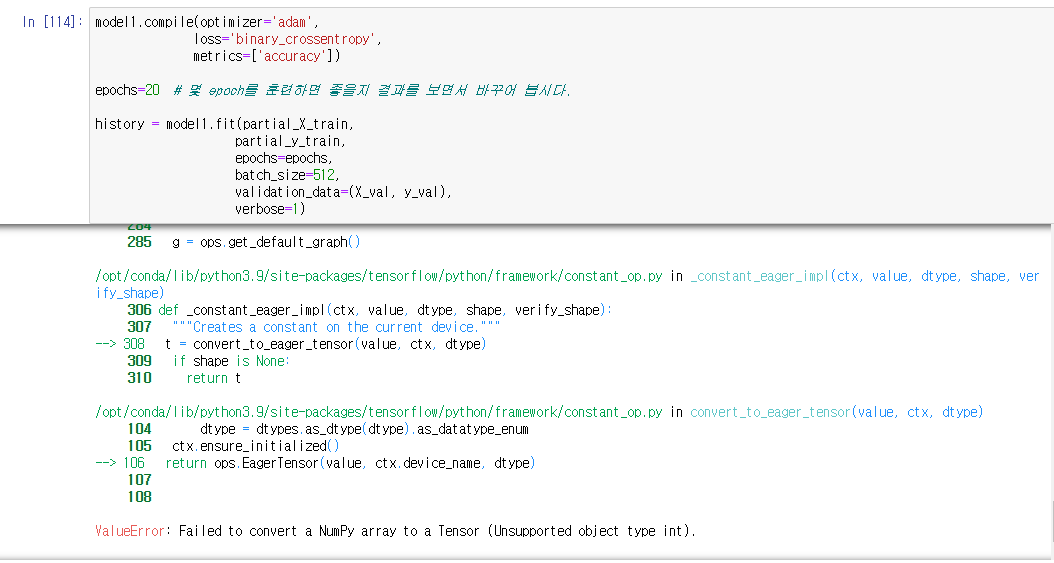 In [114]: model1.compile(optimizer='adam',
loss='binary_crossentropy',
metrics=['accuracy'])
epochs=20 # 몇 epoch를 훈련하면 좋을지 결과를 보면서 바꾸어 봅시다.
history = model1.fit(partial_X_train,
partial_y_train,
epochs=epochs,
batch_size=512,
validation_data=(X_val, y_val),
verbose=1)
284
285 g = ops.get_default_graph()
/opt/conda/lib/python3.9/site-packages/tensorflow/python/framework/constant_op.py in _constant_eager_impl(ctx, value, dtype, shape, ver
ify_shape)
306 def _constant_eager_impl(ctx, value, dtype, shape, verify_shape):
307 """Creates a constant on the current device."""
--> 308 t = convert_to_eager_tensor(value, ctx, dtype)
309 if shape is None:
310 return t
/opt/conda/lib/python3.9/site-packages/tensorflow/python/framework/constant_op.py in convert_to_eager_tensor(value, ctx, dtype)
104 dtype = dtypes.as_dtype(dtype).as_datatype_enum
105 ctx.ensure_initialized()
--> 106 return ops.EagerTensor(value, ctx.device_name, dtype)
107
108
ValueError: Failed to convert a NumPy array to a Tensor (Unsupported object type int).